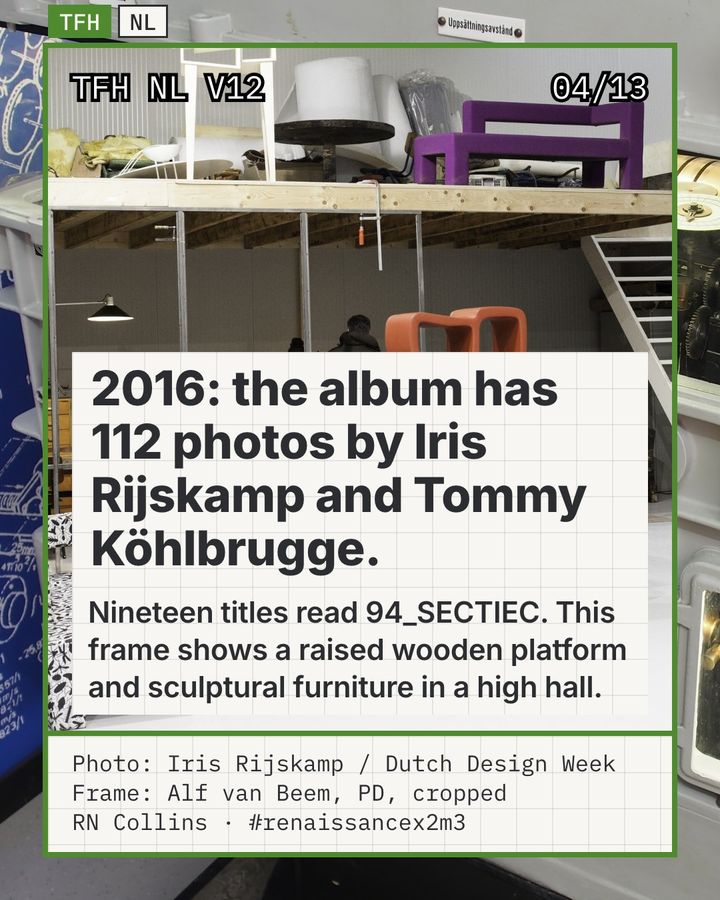 TFH NL
Uppsättningsavstånd
TFH NL V12
04/13
2016: the album has
112 photos by Iris
Rijskamp and Tommy
Köhlbrugge.
Nineteen titles read 94_SECTIEC. This
frame shows a raised wooden platform
and sculptural furniture in a high hall.
Photo: Iris Rijskamp / Dutch Design Week
Frame: Alf van Beem, PD, cropped
RN Collins · #renaissancex2m3